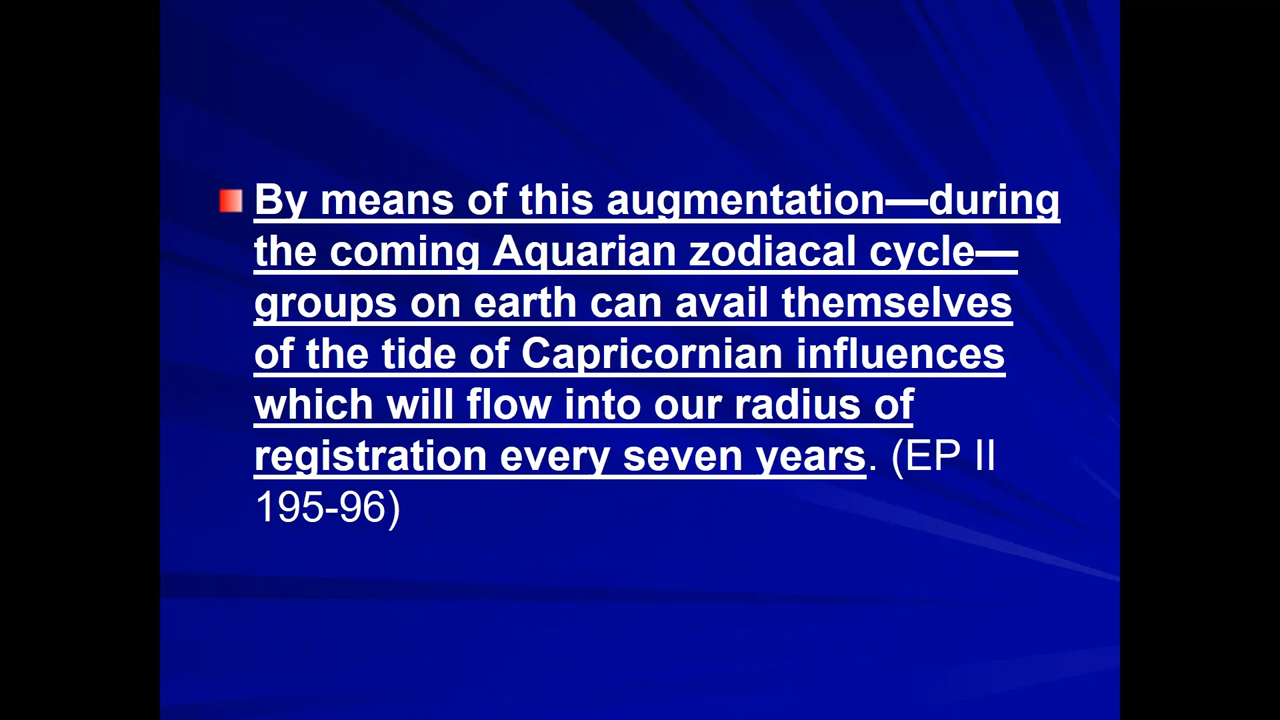 By means of this augmentation—during
the coming Aquarian zodiacal cycle—
groups on earth can avail themselves
of the tide of Capricornian influences
which will flow into our radius of
registration every seven years. (EP II
195-96)